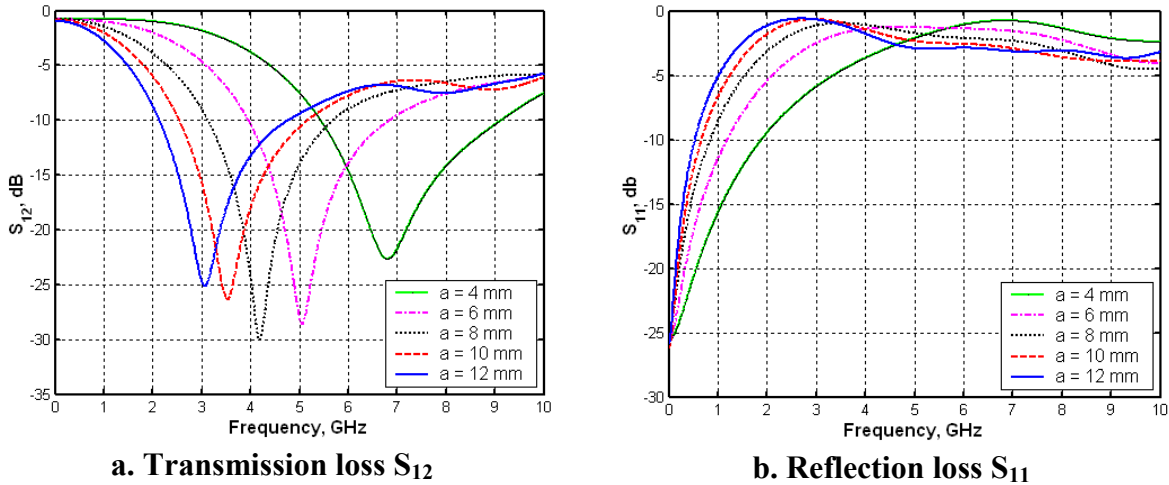 0
-5
-10
-15
-20
-25
-30
-35
S12, dB
0 1 2 3 4 5 6 7 8 9 10
Frequency, GHz
a = 4 mm
a = 6 mm
a = 8 mm
a = 10 mm
a = 12 mm
a. Transmission loss S12
0
-5
-10
-15
-20
-25
-30
S11, db
0 1 2 3 4 5 6 7 8 9 10
Frequency, GHz
a = 4 mm
a = 6 mm
a = 8 mm
a = 10 mm
a = 12 mm
b. Reflection loss S11